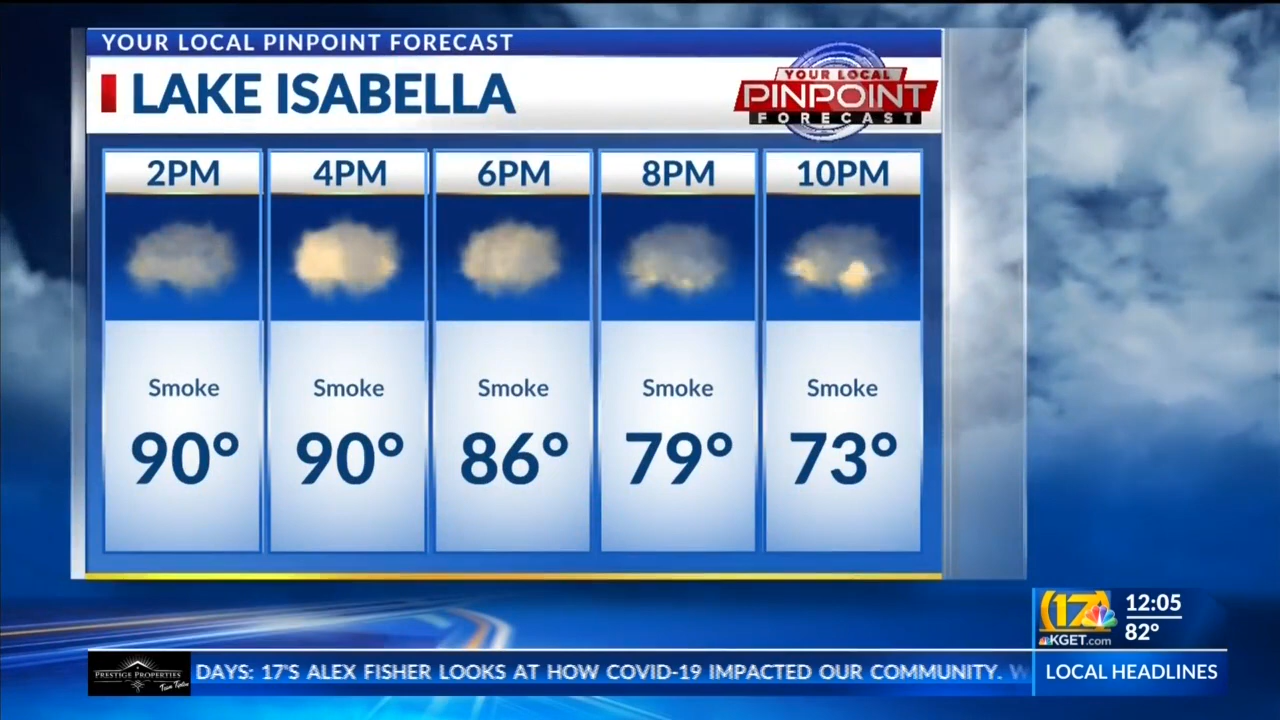 YOUR LOCAL PINPOINT FORECAST
LAKE ISABELLA
YOUR LOCAL
PINPOINT
FORECAST
2PM 4PM 6PM 8PM 10PM
Smoke Smoke Smoke Smoke Smoke
90° 90° 86° 79° 73°
17
KGET.com
12:05
82°
PRESTIGE PROPERTIES
DAYS: 17'S ALEX FISHER LOOKS AT HOW COVID-19 IMPACTED OUR COMMUNITY. W
LOCAL HEADLINES